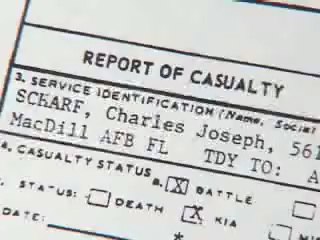 REPORT OF CASUALTY
3. SERVICE IDENTIFICATION (Name, Social
SCHARF, Charles Joseph, 561
MacDill AFB FL TDY TO: A
4. CASUALTY STATUS a. X BATTLE
STATUS: DEATH X KIA
DATE: *